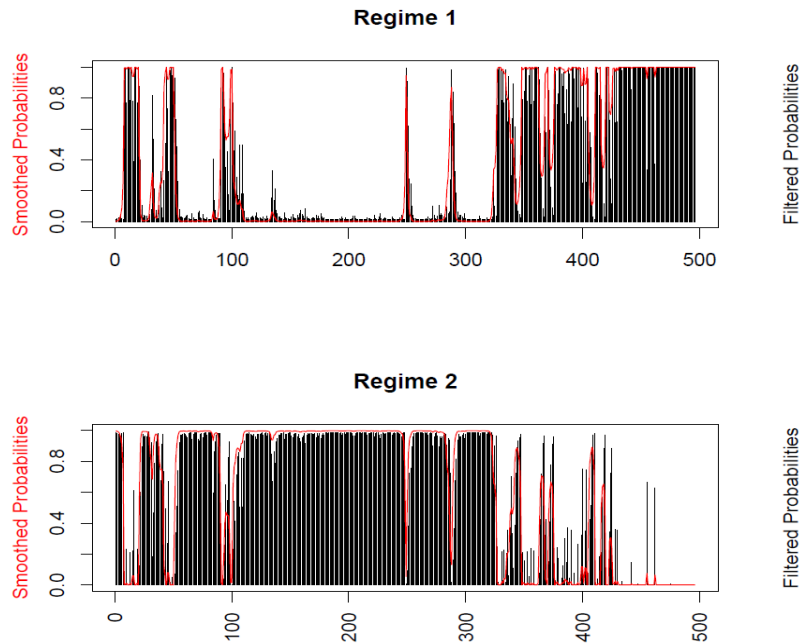 Regime 1
Smoothed Probabilities
0.0 0.4 0.8
0 100 200 300 400 500
Filtered Probabilities
Regime 2
Smoothed Probabilities
0.0 0.4 0.8
0 100 200 300 400 500
Filtered Probabilities